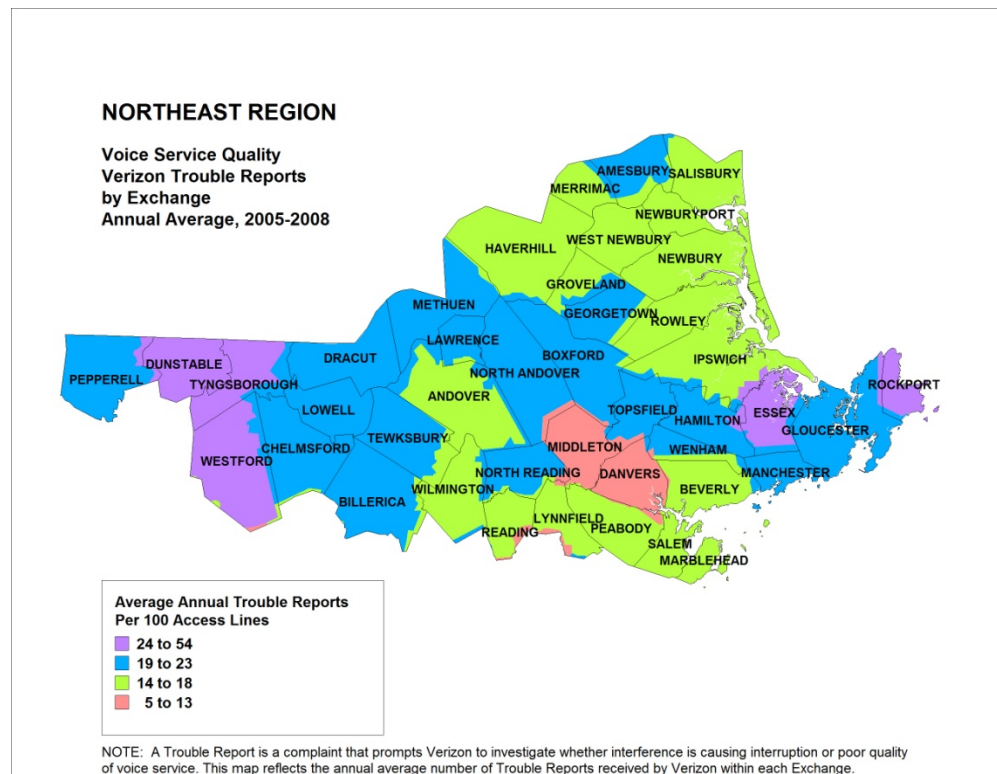 NORTHEAST REGION
Voice Service Quality
Verizon Trouble Reports
by Exchange
Annual Average, 2005-2008
AMESBURY
SALISBURY
MERRIMAC
NEWBURYPORT
WEST NEWBURY
HAVERHILL
NEWBURY
GROVELAND
METHUEN
GEORGETOWN
ROWLEY
LAWRENCE
DRACUT
BOXFORD
IPSWICH
DUNSTABLE
PEPPERELL
TYNGSBOROUGH
NORTH ANDOVER
ROCKPORT
ANDOVER
LOWELL
TOPSFIELD
ESSEX
HAMILTON
GLOUCESTER
TEWKSBURY
CHELMSFORD
MIDDLETON
WENHAM
WESTFORD
NORTH READING
DANVERS
MANCHESTER
WILMINGTON
BEVERLY
BILLERICA
LYNNFIELD
PEABODY
READING
SALEM
MARBLEHEAD
Average Annual Trouble Reports
Per 100 Access Lines
24 to 54
19 to 23
14 to 18
5 to 13
NOTE: A Trouble Report is a complaint that prompts Verizon to investigate whether interference is causing interruption or poor quality
of voice service. This map reflects the annual average number of Trouble Reports received by Verizon within each Exchange.